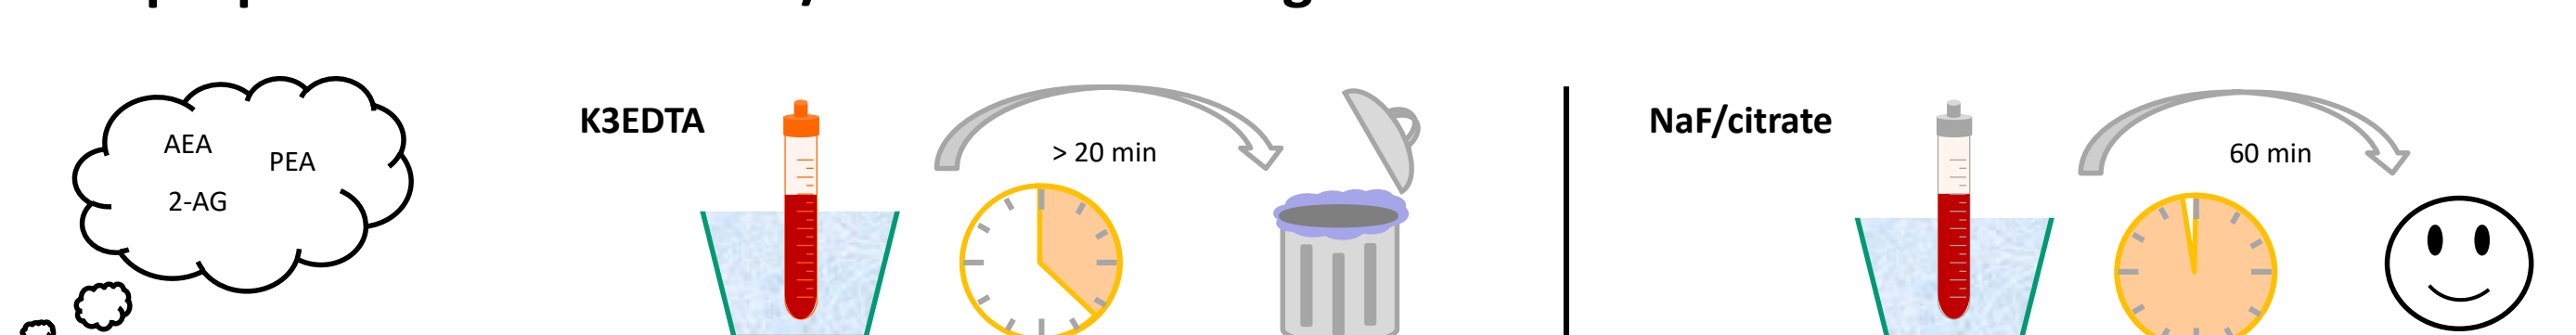 AEA
PEA
2-AG
K3EDTA
> 20 min
NaF/citrate
60 min